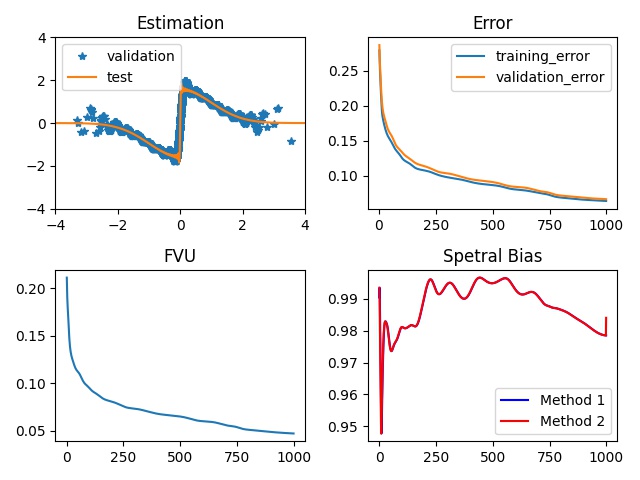 Estimation
4
2
0
−2
−4
−4 −2 0 2 4
validation
test
Error
0.25
0.20
0.15
0.10
0 250 500 750 1000
training_error
validation_error
FVU
0.20
0.15
0.10
0.05
0 250 500 750 1000
Spetral Bias
0.99
0.98
0.97
0.96
0.95
0 250 500 750 1000
Method 1
Method 2